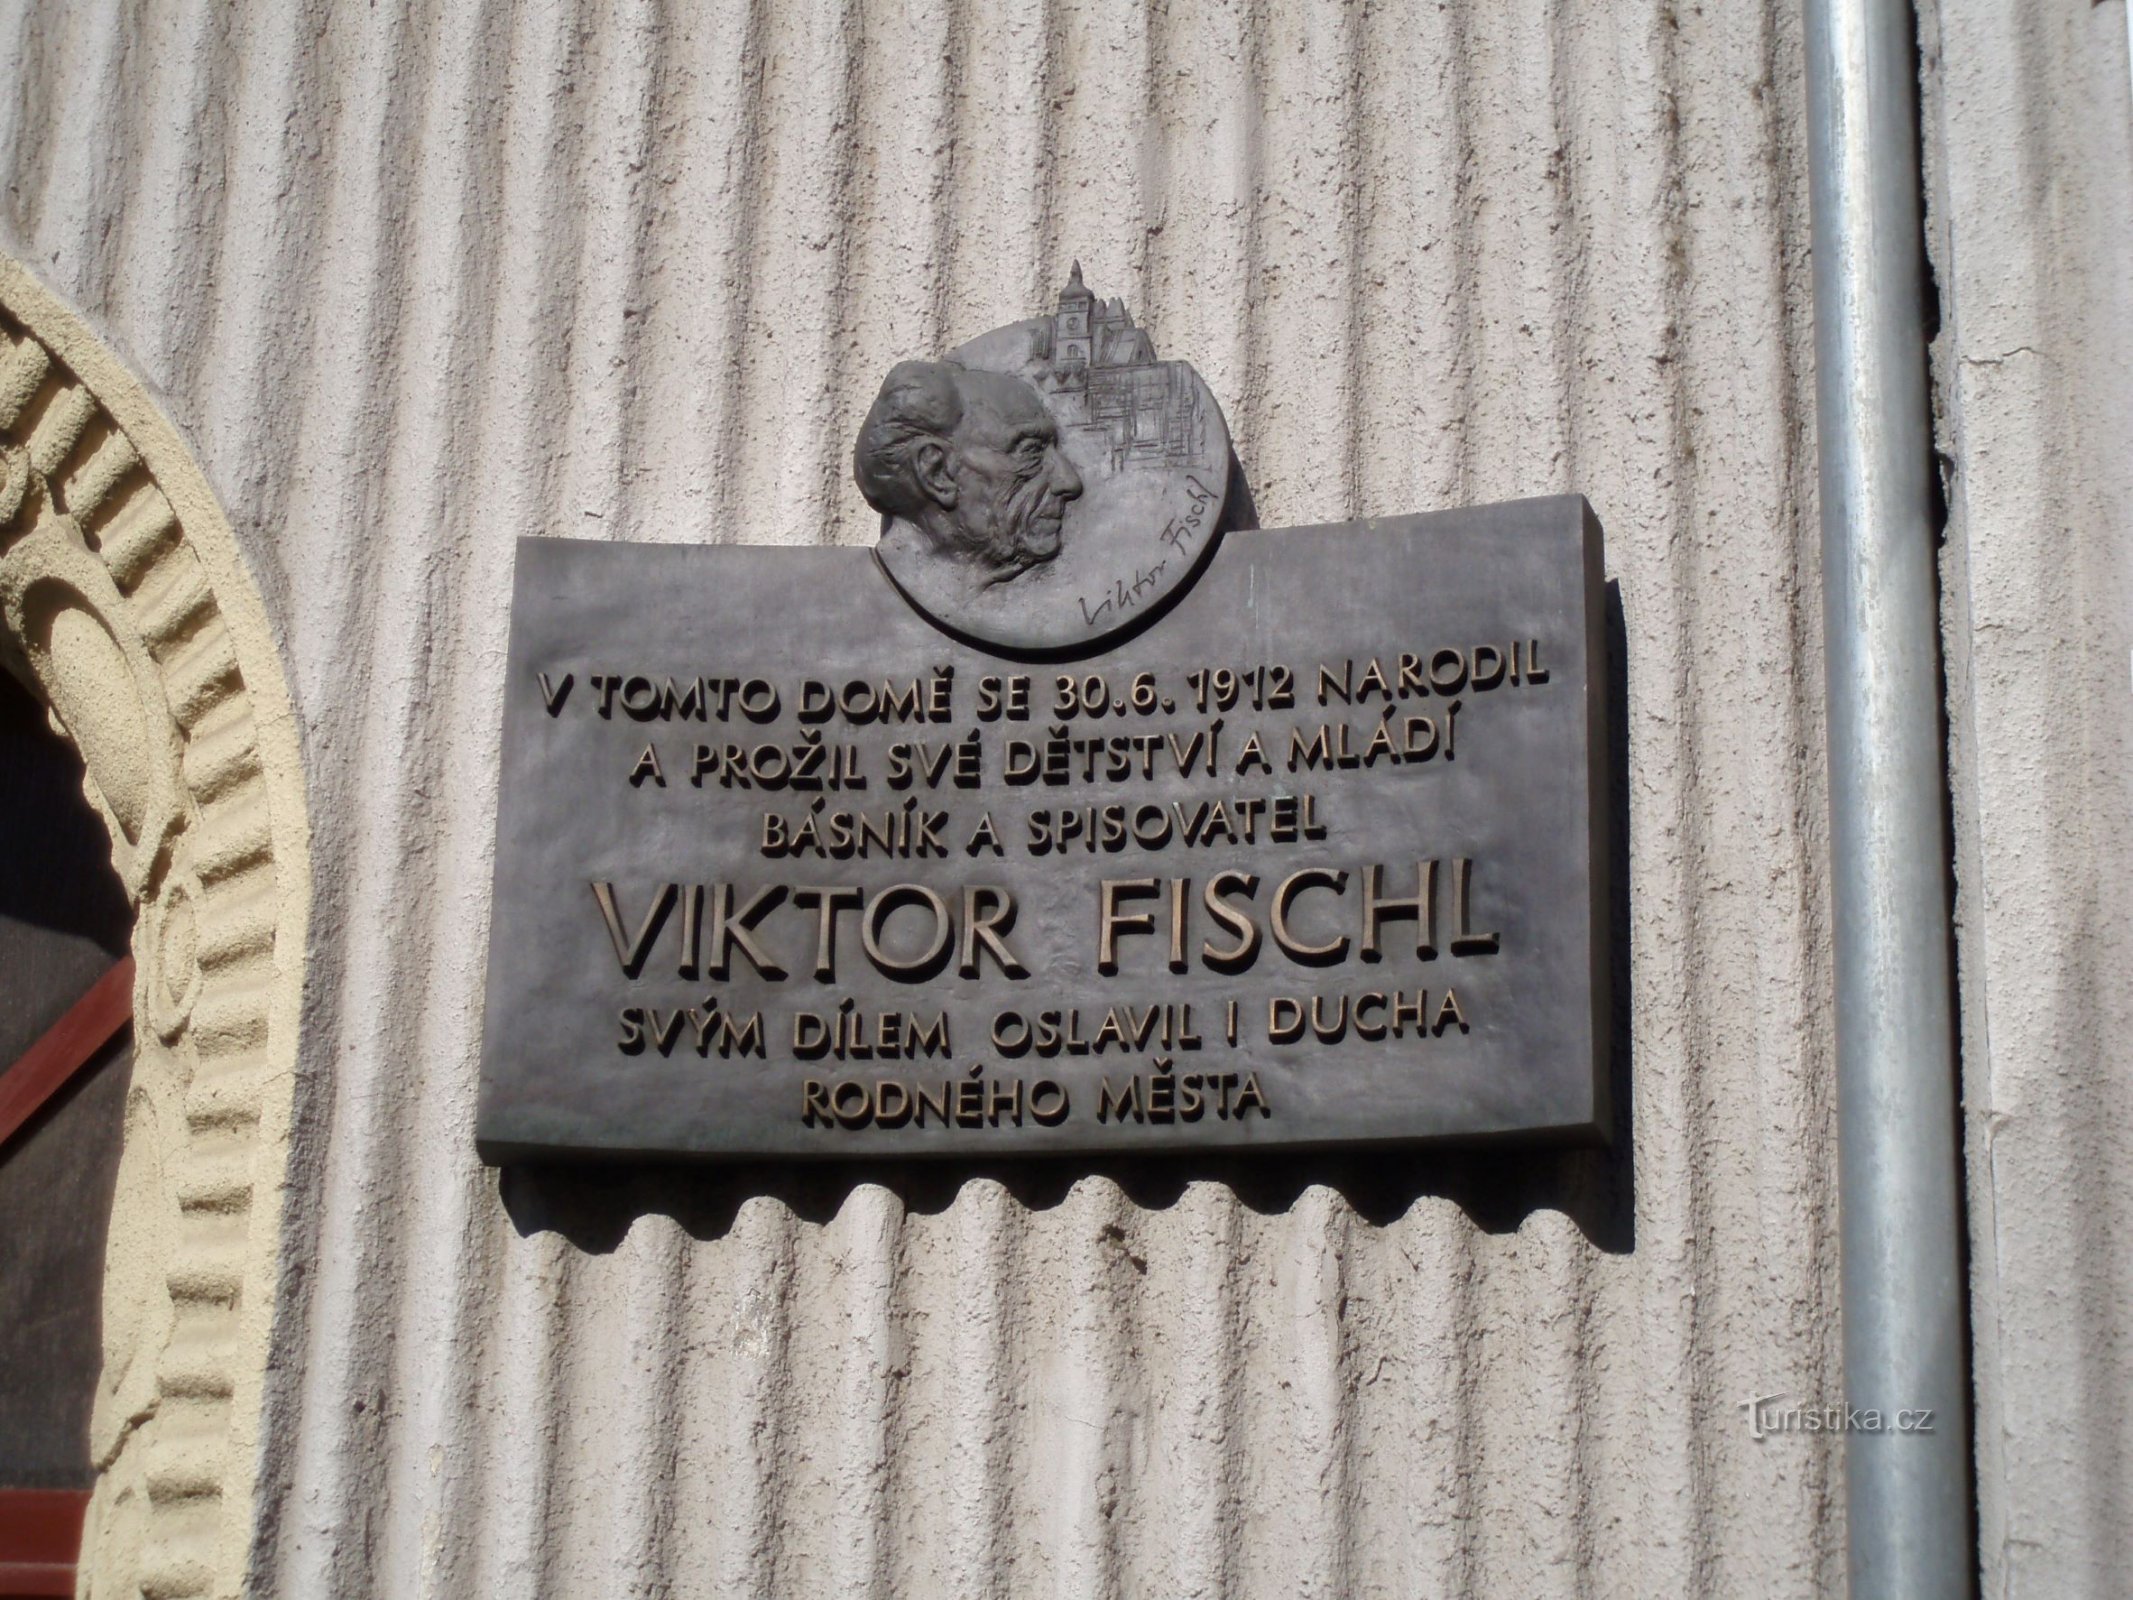 Viktor Fischl
V TOMTO DOMĚ SE 30.6.1912 NARODIL
A PROŽIL SVÉ DĚTSTVÍ A MLÁDÍ
BÁSNÍK A SPISOVATEL
VIKTOR FISCHL
SVÝM DÍLEM OSLAVIL I DUCHA
RODNÉHO MĚSTA
Turistika.cz